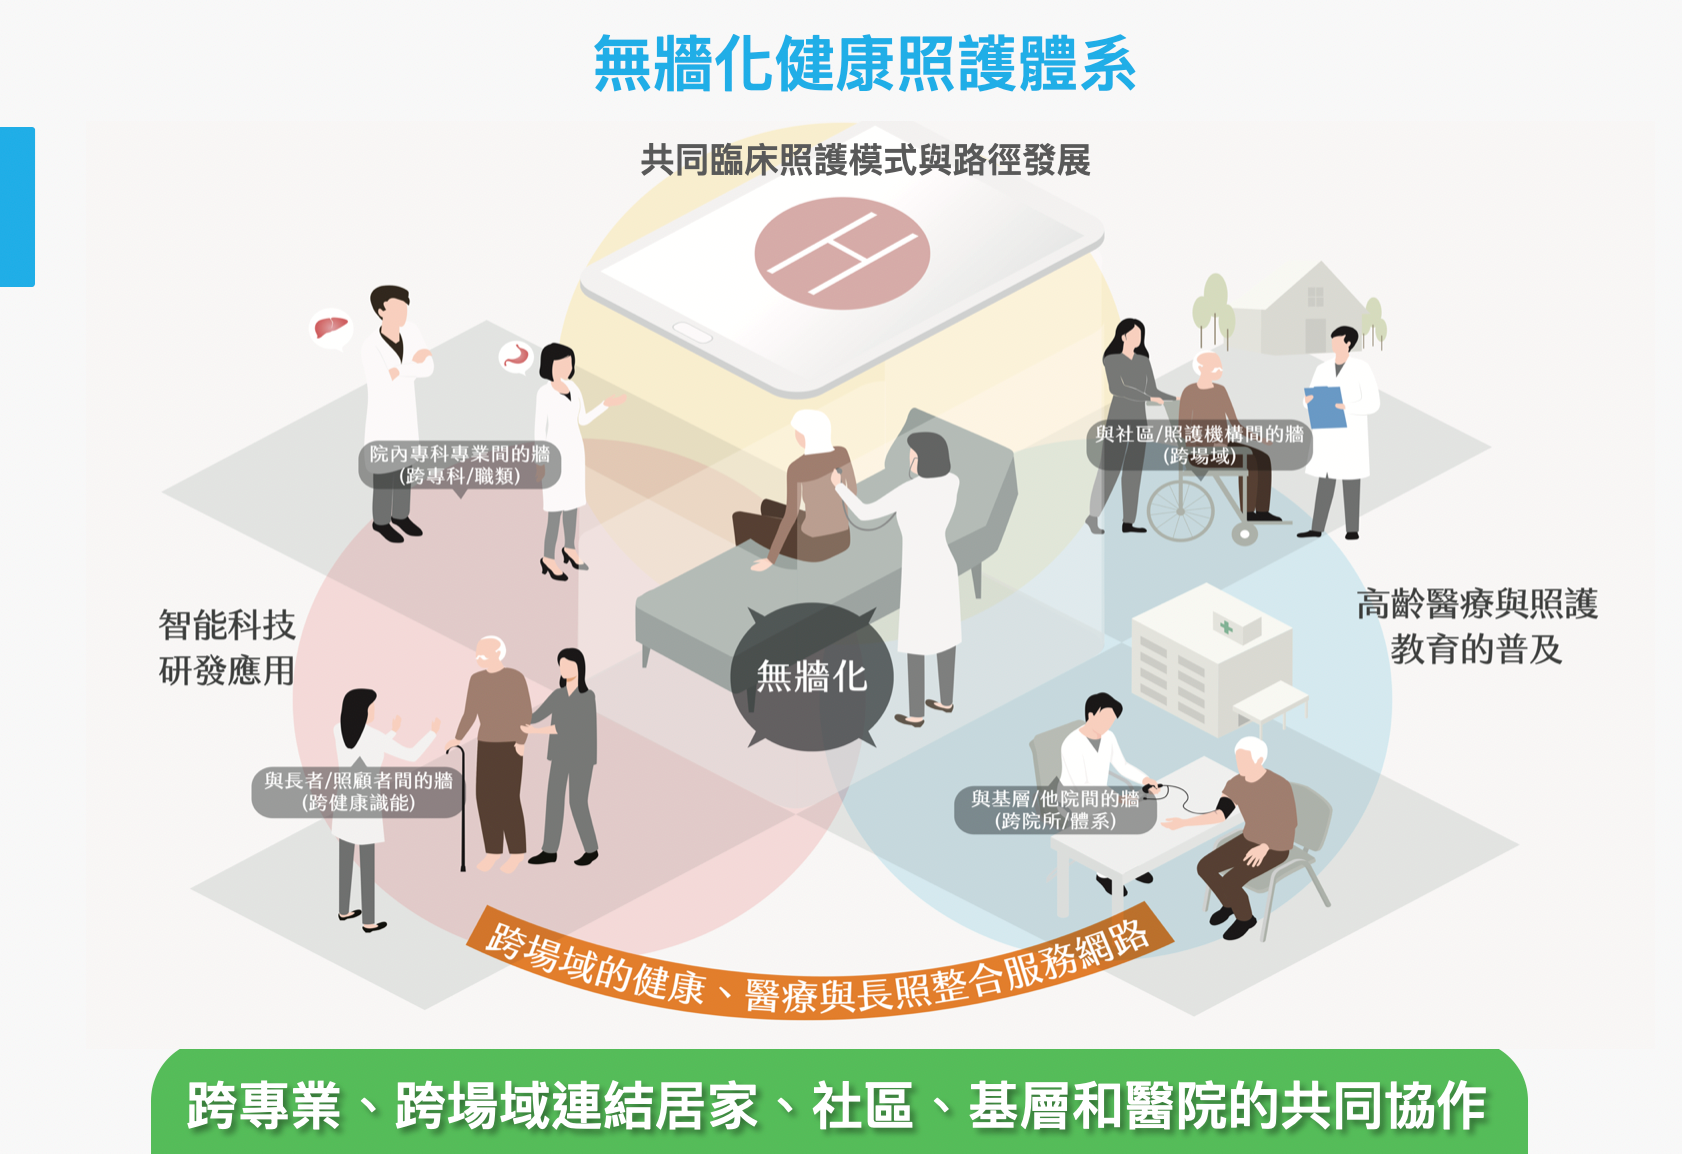 無牆化健康照護體系
共同臨床照護模式與路徑發展
院內專科專業間的牆
(跨專科/職類)
與社區/照護機構間的牆
(跨場域)
智能科技
研發應用
高齡醫療與照護
教育的普及
無牆化
與長者/照顧者間的牆
(跨健康識能)
與基層/他院間的牆
(跨院所/體系)
跨場域的健康、醫療與長照整合服務網路
跨專業、跨場域連結居家、社區、基層和醫院的共同協作